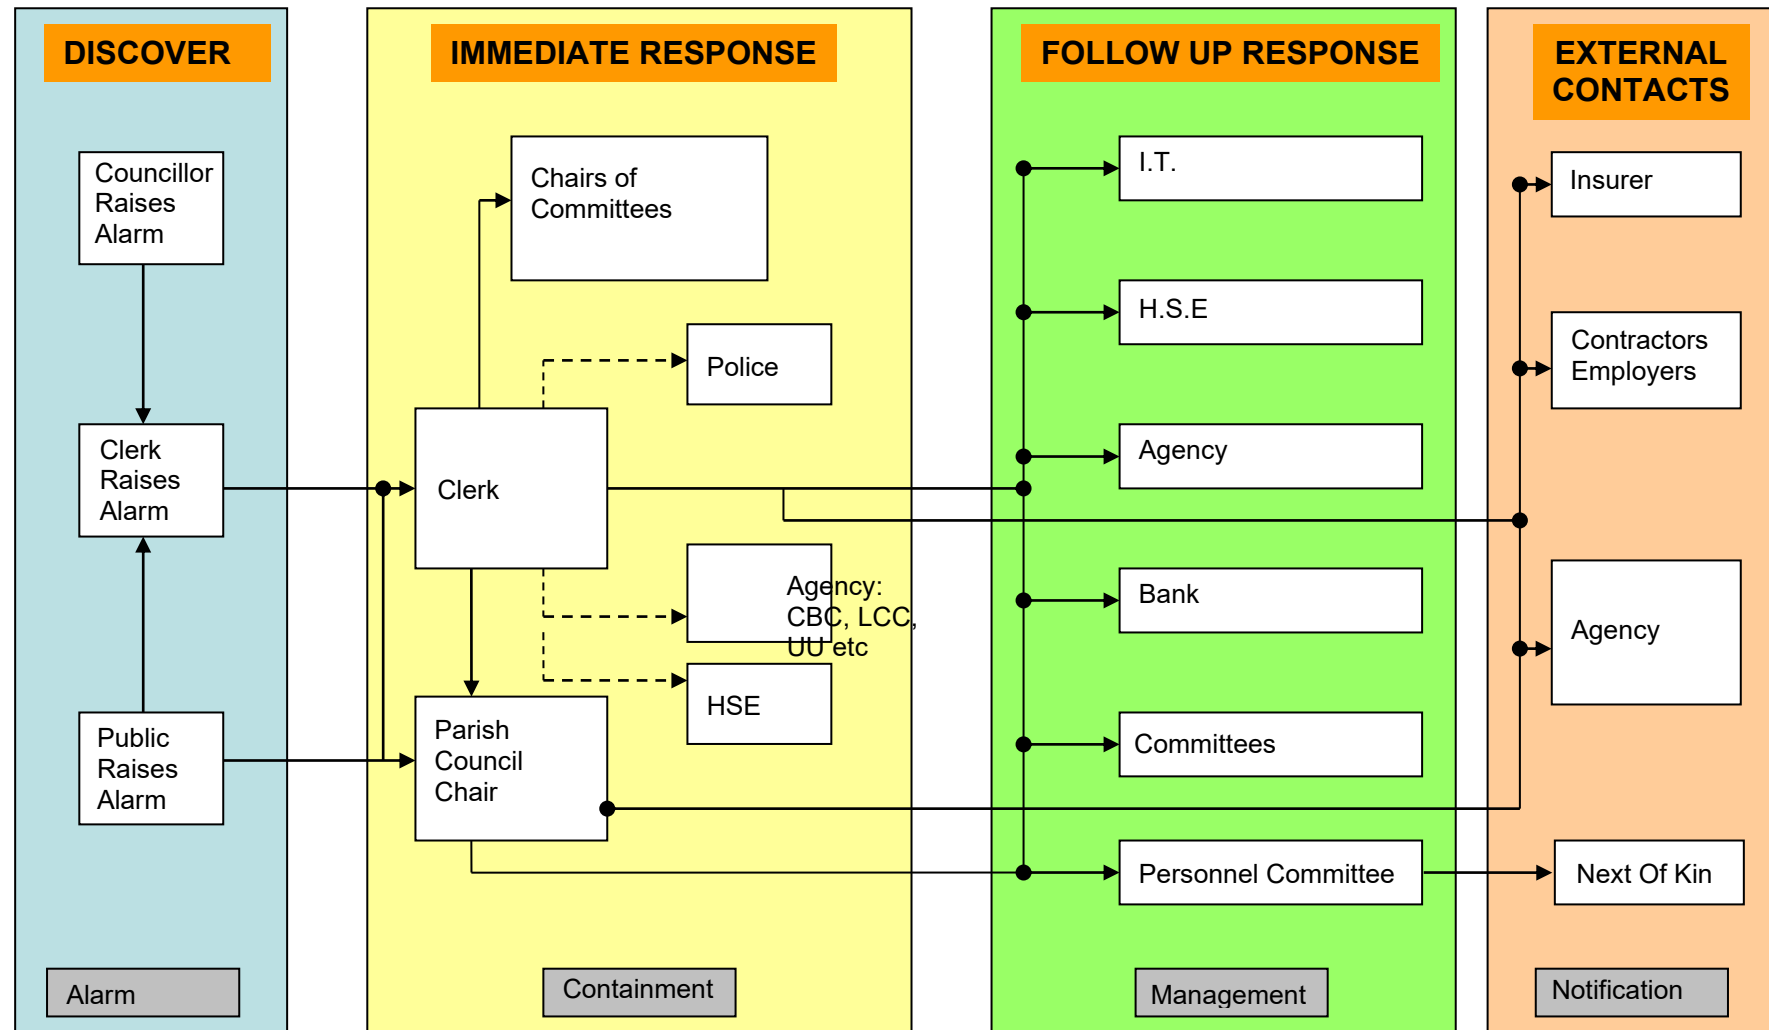 DISCOVER
Councillor
Raises
Alarm
Clerk
Raises
Alarm
Public
Raises
Alarm
Alarm
IMMEDIATE RESPONSE
Chairs of
Committees
Police
Clerk
Agency:
CBC, LCC,
UU etc
HSE
Parish
Council
Chair
Containment
FOLLOW UP RESPONSE
I.T.
H.S.E
Agency
Bank
Committees
Personnel Committee
Management
EXTERNAL
CONTACTS
Insurer
Contractors
Employers
Agency
Next Of Kin
Notification